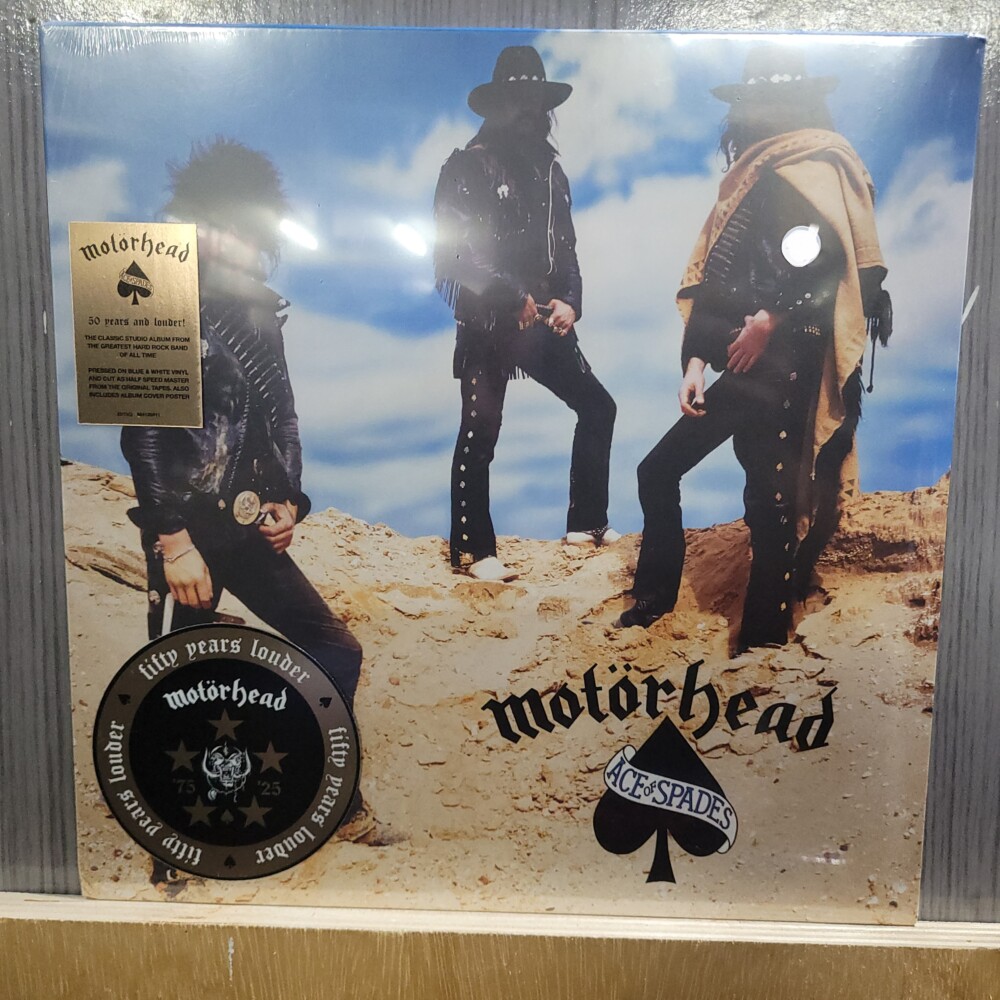 motörhead
50 years and louder!
THE CLASSIC STUDIO ALBUM FROM
THE GREATEST HARD ROCK BAND
OF ALL TIME
PRESSED ON BLUE & WHITE VINYL
AND CUT AS HALF SPEED MASTER
FROM THE ORIGINAL TAPES. ALSO
INCLUDES ALBUM COVER POSTER
fifty years louder
fifty years louder
fifty years louder
motörhead
'75 '25
motörhead
ACE OF SPADES